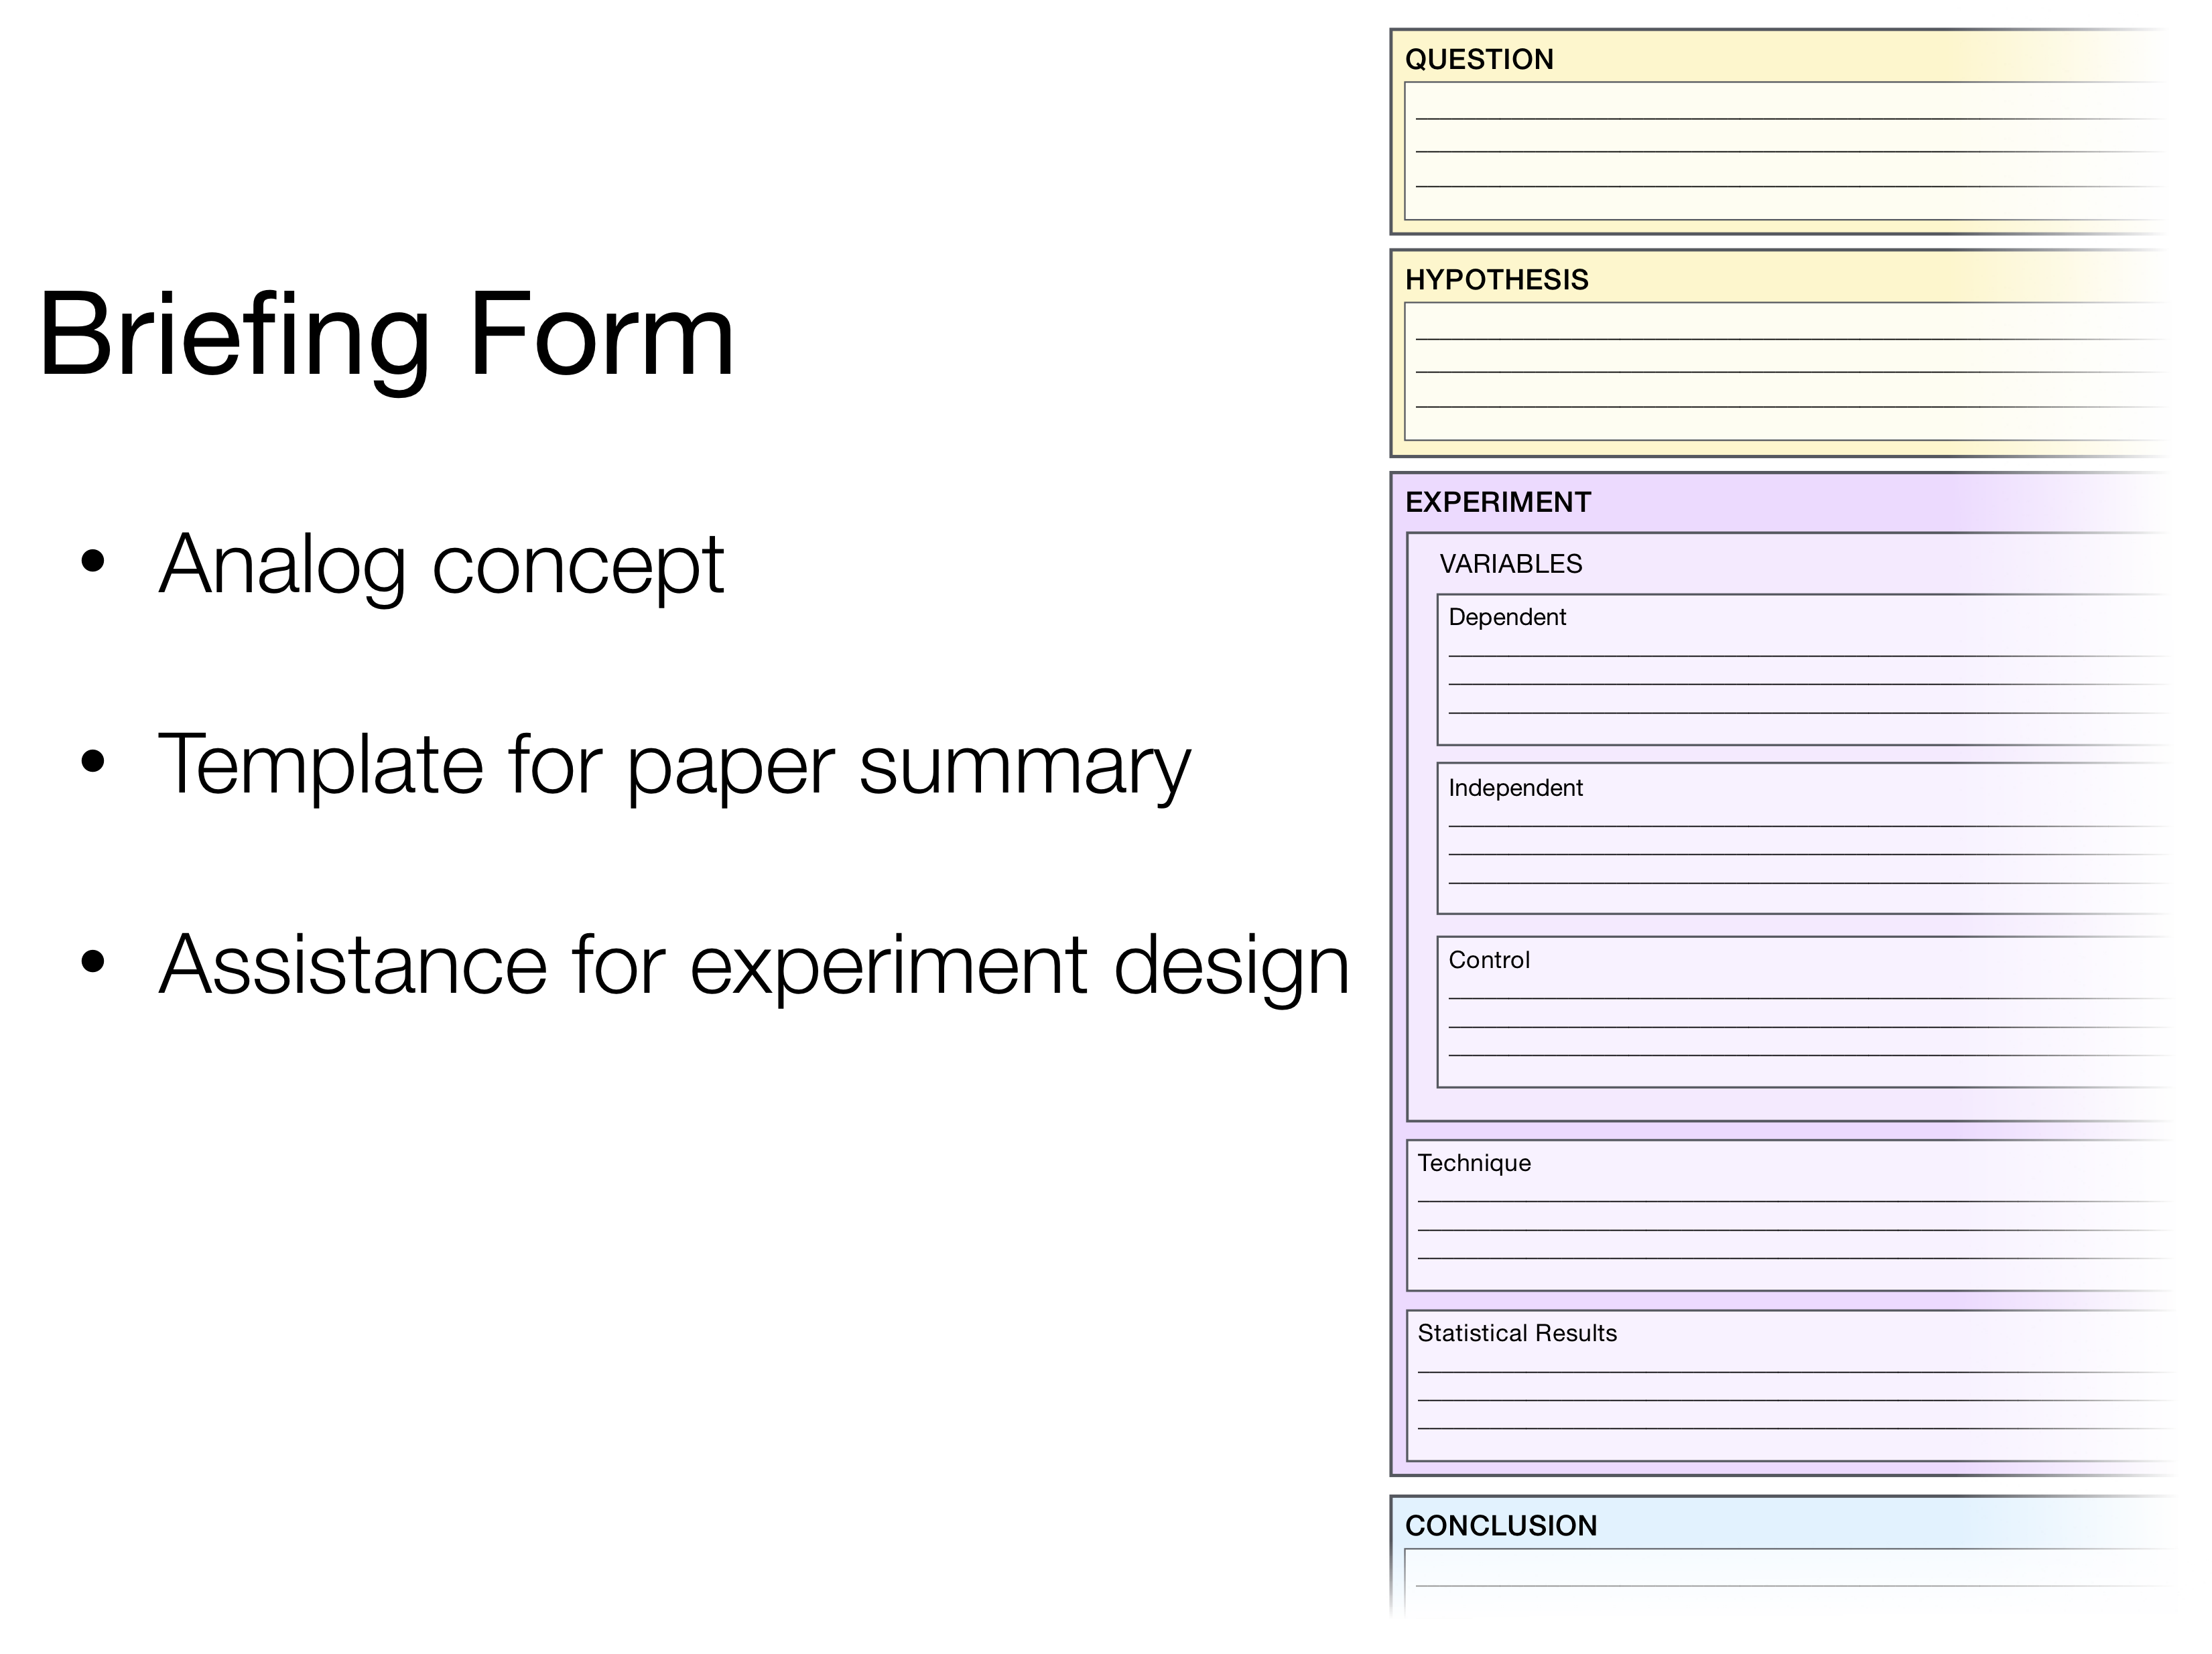 Briefing Form
• Analog concept
• Template for paper summary
• Assistance for experiment design
QUESTION
HYPOTHESIS
EXPERIMENT
VARIABLES
Dependent
Independent
Control
Technique
Statistical Results
CONCLUSION